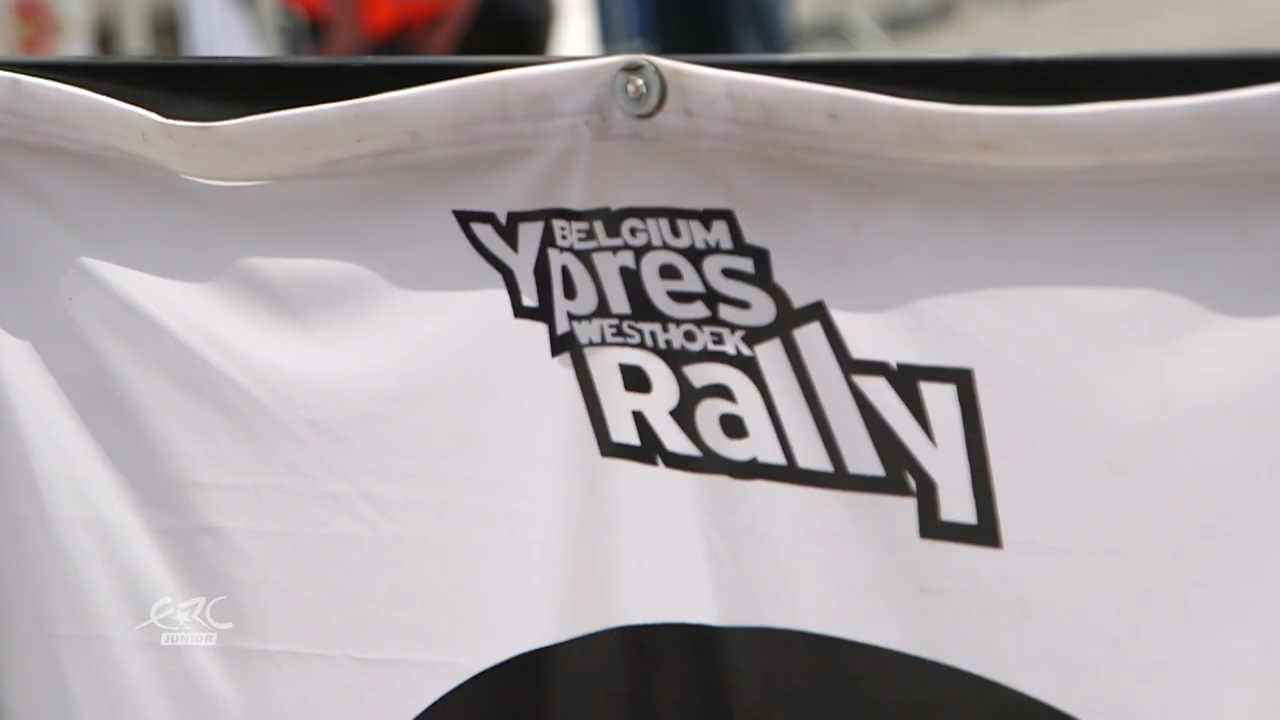 BELGIUM
Ypres
WESTHOEK
Rally
ERC
JUNIOR